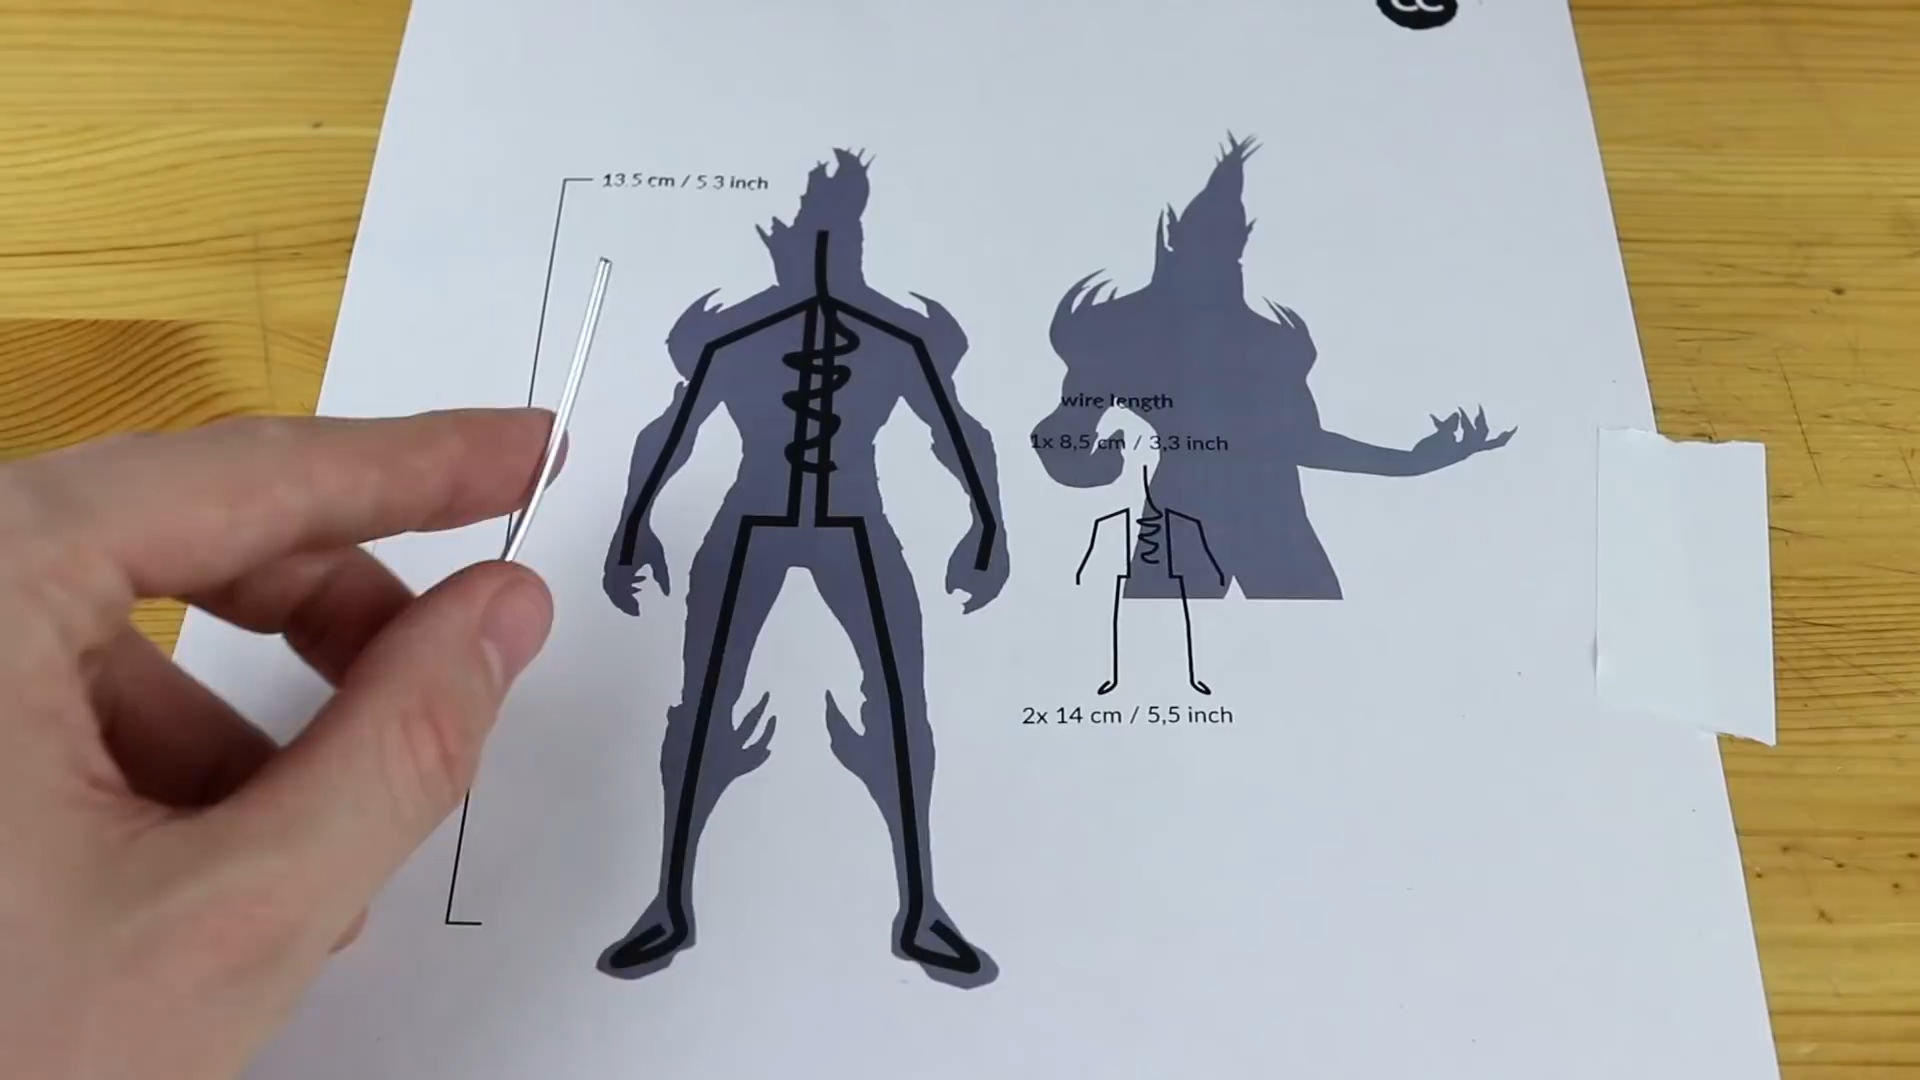 13.5 cm / 5.3 inch
wire length
1x 8,5 cm / 3,3 inch
2x 14 cm / 5,5 inch